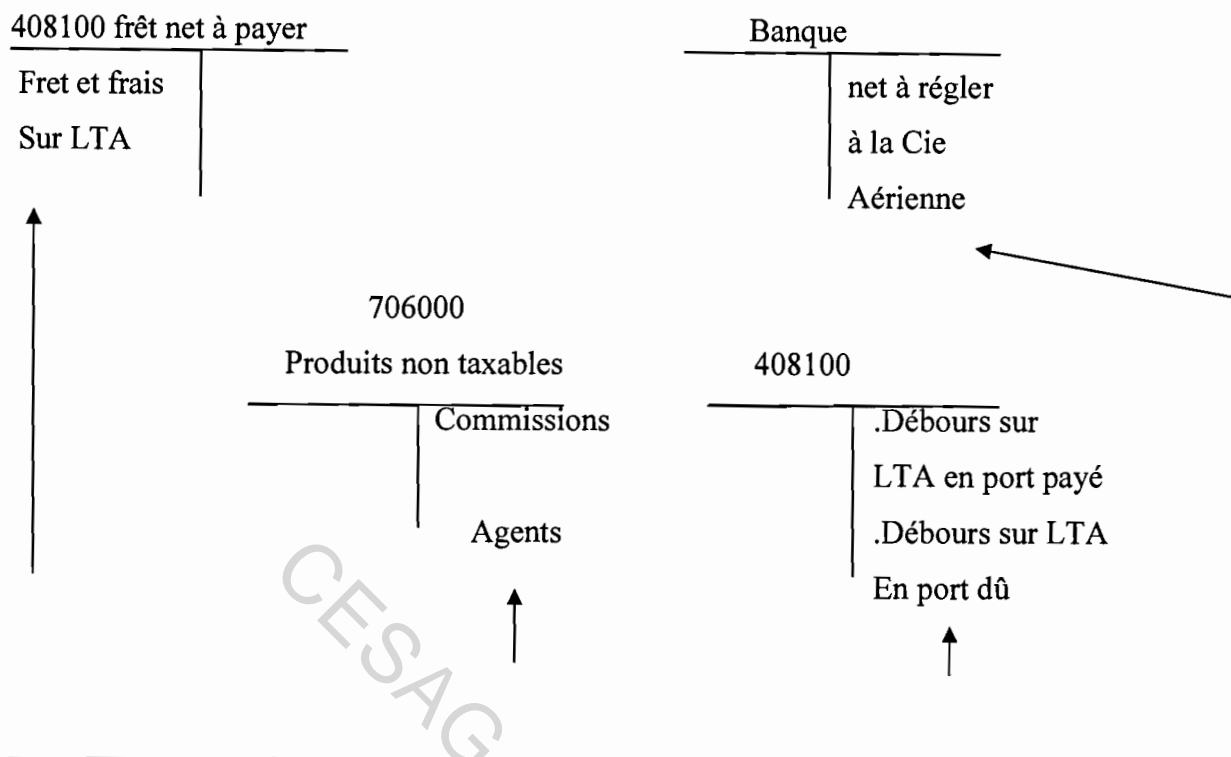 408100 frêt net à payer
Fret et frais
Sur LTA
Banque
net à régler
à la Cie
Aérienne
706000
Produits non taxables
Commissions
Agents
408100
.Débours sur
LTA en port payé
.Débours sur LTA
En port dû
CESAG